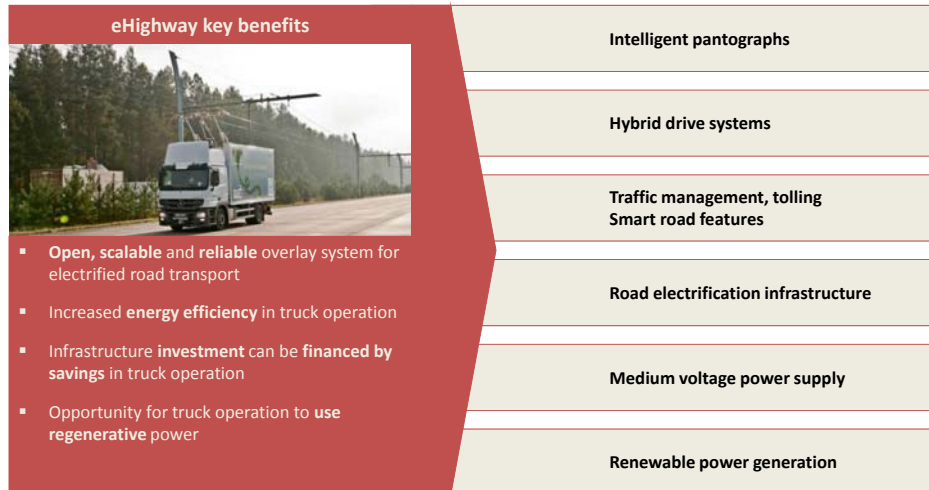 eHighway key benefits
▪ Open, scalable and reliable overlay system for
electrified road transport
▪ Increased energy efficiency in truck operation
▪ Infrastructure investment can be financed by
savings in truck operation
▪ Opportunity for truck operation to use
regenerative power
Intelligent pantographs
Hybrid drive systems
Traffic management, tolling
Smart road features
Road electrification infrastructure
Medium voltage power supply
Renewable power generation